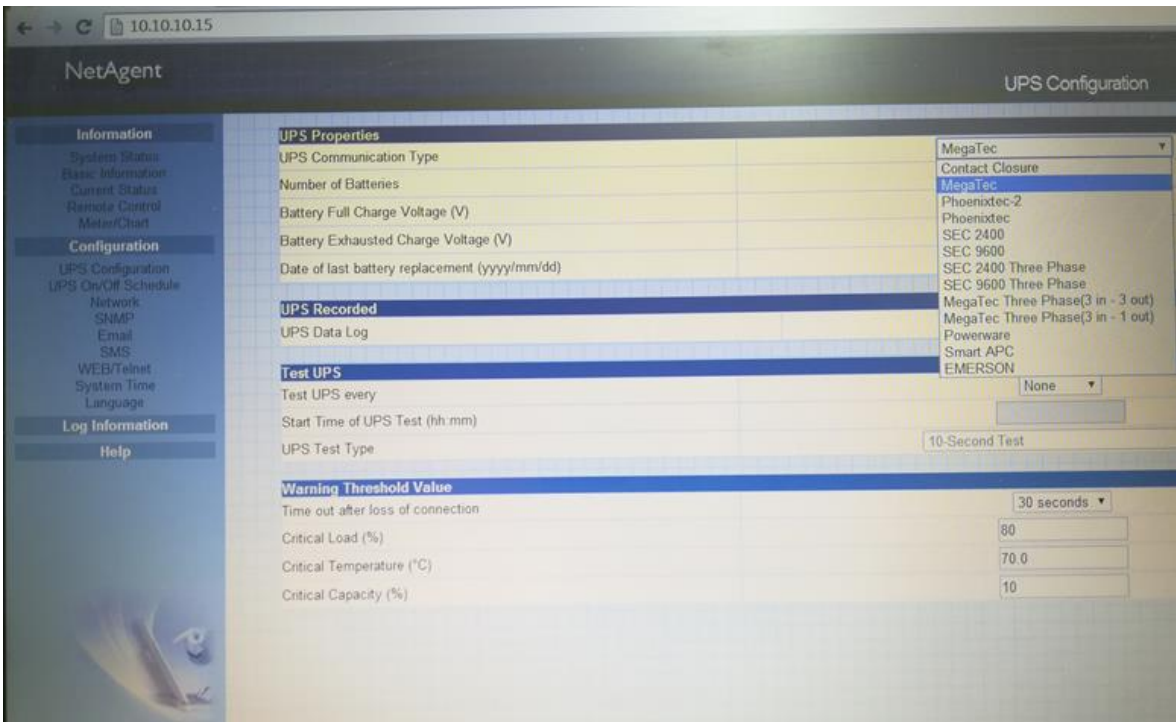 10.10.10.15
NetAgent
UPS Configuration
Information
System Status
Basic Information
Current Status
Remote Control
Meter/Chart
Configuration
UPS Configuration
UPS On/Off Schedule
Network
SNMP
Email
SMS
WEB/Telnet
System Time
Language
Log Information
Help
UPS Properties
UPS Communication Type
MegaTec
Contact Closure
MegaTec
Phoenixtec-2
Phoenixtec
SEC 2400
SEC 9600
SEC 2400 Three Phase
SEC 9600 Three Phase
MegaTec Three Phase(3 in - 3 out)
MegaTec Three Phase(3 in - 1 out)
Powerware
Smart APC
EMERSON
Number of Batteries
Battery Full Charge Voltage (V)
Battery Exhausted Charge Voltage (V)
Date of last battery replacement (yyyy/mm/dd)
UPS Recorded
UPS Data Log
Test UPS
Test UPS every None
Start Time of UPS Test (hh:mm)
UPS Test Type 10-Second Test
Warning Threshold Value
Time out after loss of connection 30 seconds
Critical Load (%) 80
Critical Temperature (°C) 70.0
Critical Capacity (%) 10